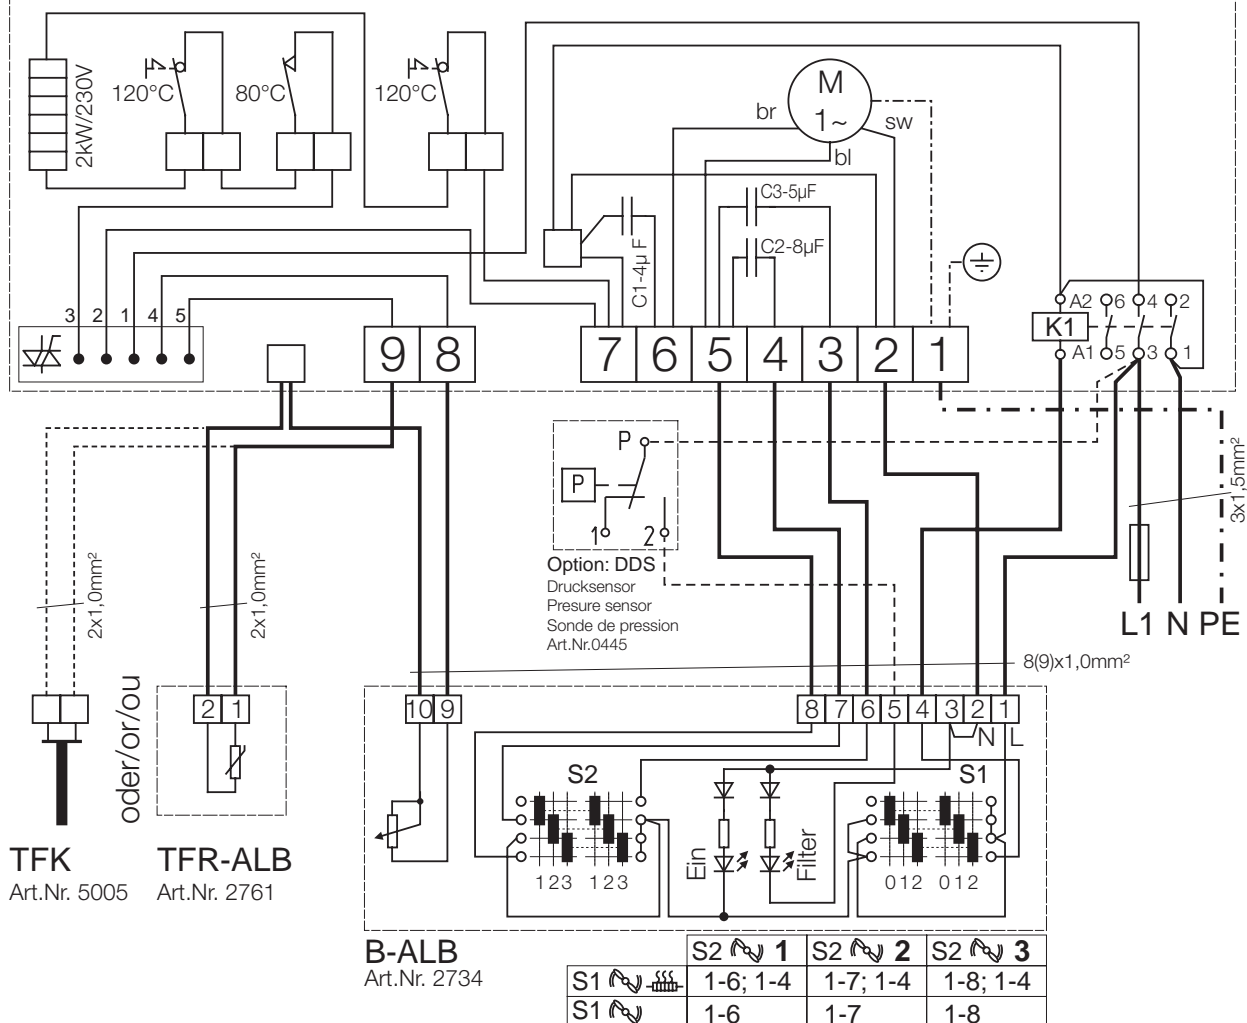 2kW/230V
120°C
80°C
120°C
M
1~
br
sw
bl
C3-5µF
C2-8µF
C1-4µ F
3 2 1 4 5
9 8
7 6 5 4 3 2 1
A2 6 4 2
K1
A1 5 3 1
P
P
1 2
Option: DDS
Drucksensor
Presure sensor
Sonde de pression
Art.Nr.0445
3x1,5mm²
L1 N PE
2x1,0mm²
2x1,0mm²
8(9)x1,0mm²
oder/or/ou
2 1
10 9
8 7 6 5 4 3 2 1
N L
S2
S1
Ein
Filter
123 123
012 012
TFK
Art.Nr. 5005
TFR-ALB
Art.Nr. 2761
B-ALB
Art.Nr. 2734
S2 1 S2 2 S2 3
S1 1-6; 1-4 1-7; 1-4 1-8; 1-4
S1 1-6 1-7 1-8